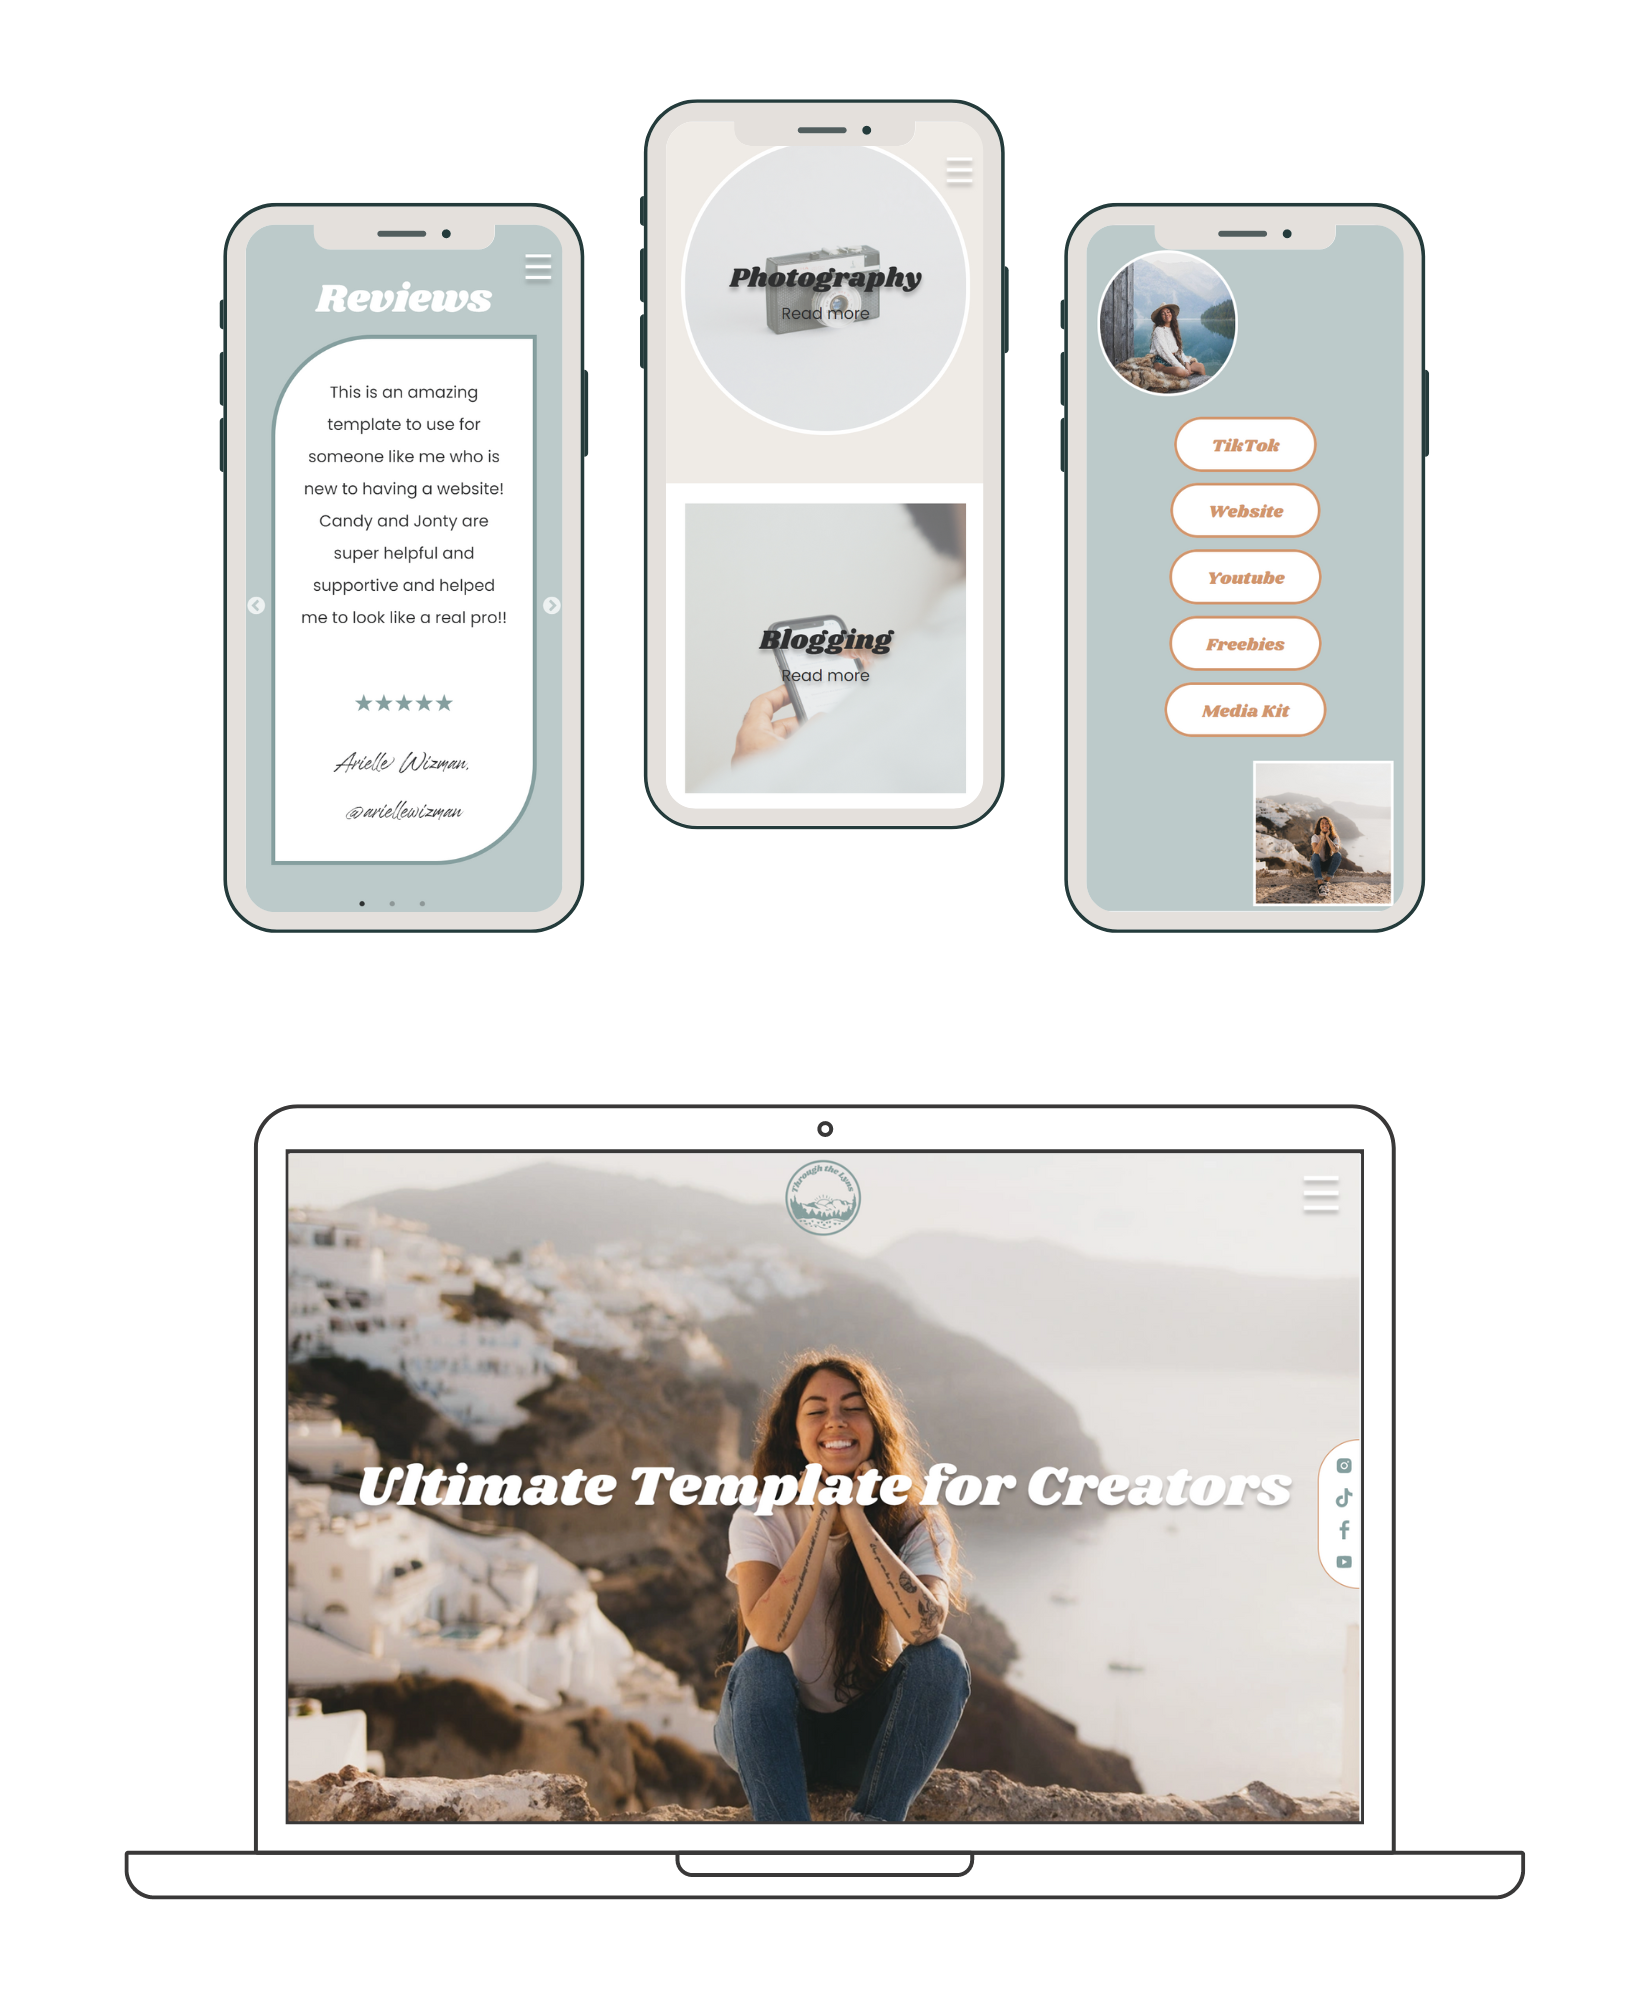 Reviews
This is an amazing
template to use for
someone like me who is
new to having a website!
Candy and Jonty are
super helpful and
supportive and helped
me to look like a real pro!!
Arielle Wizman,
@ariellewizman
Photography
Read more
Blogging
Read more
TikTok
Website
Youtube
Freebies
Media Kit
Through the Lyns
Ultimate Template for Creators